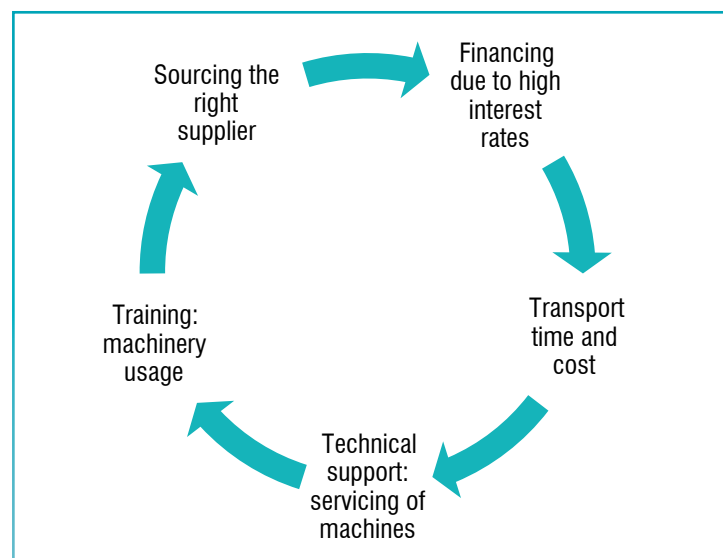 Sourcing the
right
supplier
Financing
due to high
interest
rates
Transport
time and
cost
Technical
support:
servicing of
machines
Training:
machinery
usage